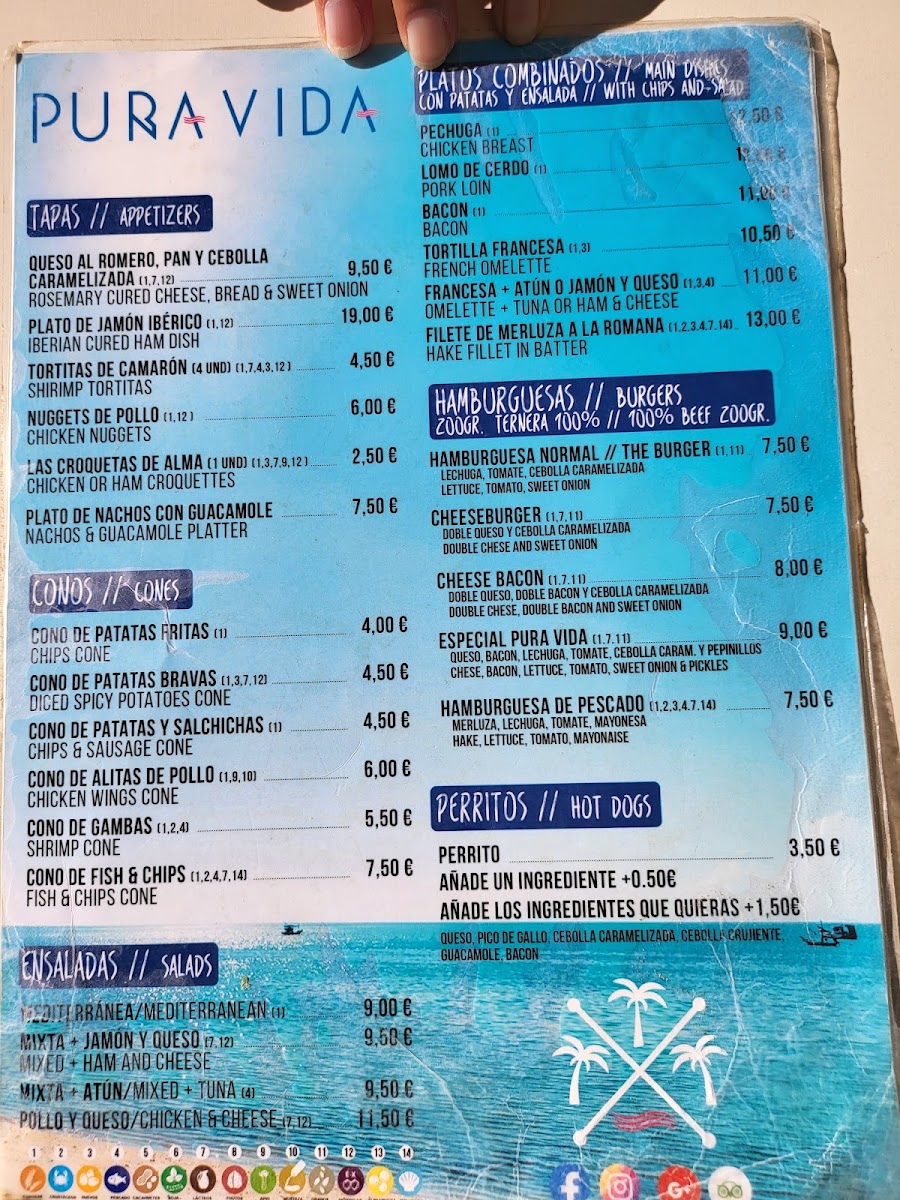 PURA VIDA
TAPAS // APPETIZERS
QUESO AL ROMERO, PAN Y CEBOLLA
CARAMELIZADA (1,7,12) 9,50 €
ROSEMARY CURED CHEESE, BREAD & SWEET ONION
PLATO DE JAMÓN IBÉRICO (1,12) 19,00 €
IBERIAN CURED HAM DISH
TORTITAS DE CAMARÓN (4 UND) (1,7,4,3,12 ) 4,50 €
SHIRIMP TORTITAS
NUGGETS DE POLLO (1,12 ) 6,00 €
CHICKEN NUGGETS
LAS CROQUETAS DE ALMA (1 UND) (1,3,7,9,12 ) 2,50 €
CHICKEN OR HAM CROQUETTES
PLATO DE NACHOS CON GUACAMOLE 7,50 €
NACHOS & GUACAMOLE PLATTER
CONOS // CONES
CONO DE PATATAS FRITAS (1) 4,00 €
CHIPS CONE
CONO DE PATATAS BRAVAS (1,3,7,12) 4,50 €
DICED SPICY POTATOES CONE
CONO DE PATATAS Y SALCHICHAS (1) 4,50 €
CHIPS & SAUSAGE CONE
CONO DE ALITAS DE POLLO (1,9,10) 6,00 €
CHICKEN WINGS CONE
CONO DE GAMBAS (1,2,4) 5,50 €
SHRIMP CONE
CONO DE FISH & CHIPS (1,2,4,7,14) 7,50 €
FISH & CHIPS CONE
ENSALADAS // SALADS
MEDITERRÁNEA/MEDITERRANEAN (1) 9,00 €
MIXTA + JAMÓN Y QUESO (7,12) 9,50 €
MIXED + HAM AND CHEESE
MIXTA + ATÚN/MIXED + TUNA (4) 9,50 €
POLLO Y QUESO/CHICKEN & CHEESE (7,12) 11,50 €
1 2 3 4 5 6 7 8 9 10 11 12 13 14
PLATOS COMBINADOS // MAIN DISHES
CON PATATAS Y ENSALADA // WITH CHIPS AND SALAD
PECHUGA (1) 12,50 €
CHICKEN BREAST
LOMO DE CERDO (1)
PORK LOIN
BACON (1) 11,00 €
BACON
TORTILLA FRANCESA (1,3) 10,50 €
FRENCH OMELETTE
FRANCESA + ATÚN O JAMÓN Y QUESO (1,3,4) 11,00 €
OMELETTE + TUNA OR HAM & CHEESE
FILETE DE MERLUZA A LA ROMANA (1,2,3,4,7,14) 13,00 €
HAKE FILLET IN BATTER
HAMBURGUESAS // BURGERS
200GR. TERNERA 100% // 100% BEEF 200GR.
HAMBURGUESA NORMAL // THE BURGER (1,11) 7,50 €
LECHUGA, TOMATE, CEBOLLA CARAMELIZADA
LETTUCE, TOMATO, SWEET ONION
CHEESEBURGER (1,7,11) 7,50 €
DOBLE QUESO Y CEBOLLA CARAMELIZADA
DOUBLE CHESE AND SWEET ONION
CHEESE BACON (1,7,11) 8,00 €
DOBLE QUESO, DOBLE BACON Y CEBOLLA CARAMELIZADA
DOUBLE CHESE, DOUBLE BACON AND SWEET ONION
ESPECIAL PURA VIDA (1,7,11) 9,00 €
QUESO, BACON, LECHUGA, TOMATE, CEBOLLA CARAM. Y PEPINILLOS
CHESE, BACON, LETTUCE, TOMATO, SWEET ONION & PICKLES
HAMBURGUESA DE PESCADO (1,2,3,4,7,14) 7,50 €
MERLUZA, LECHUGA, TOMATE, MAYONESA
HAKE, LETTUCE, TOMATO, MAYONAISE
PERRITOS // HOT DOGS
PERRITO 3,50 €
AÑADE UN INGREDIENTE +0.50€
AÑADE LOS INGREDIENTES QUE QUIERAS +1,50€
QUESO, PICO DE GALLO, CEBOLLA CARAMELIZADA, CEBOLLA CRUJIENTE,
GUACAMOLE, BACON